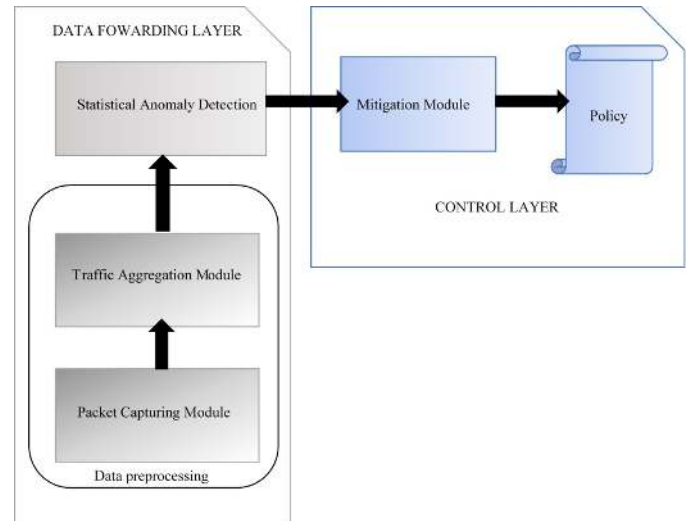 DATA FOWARDING LAYER
Statistical Anomaly Detection
Traffic Aggregation Module
Packet Capturing Module
Data preprocessing
Mitigation Module
Policy
CONTROL LAYER